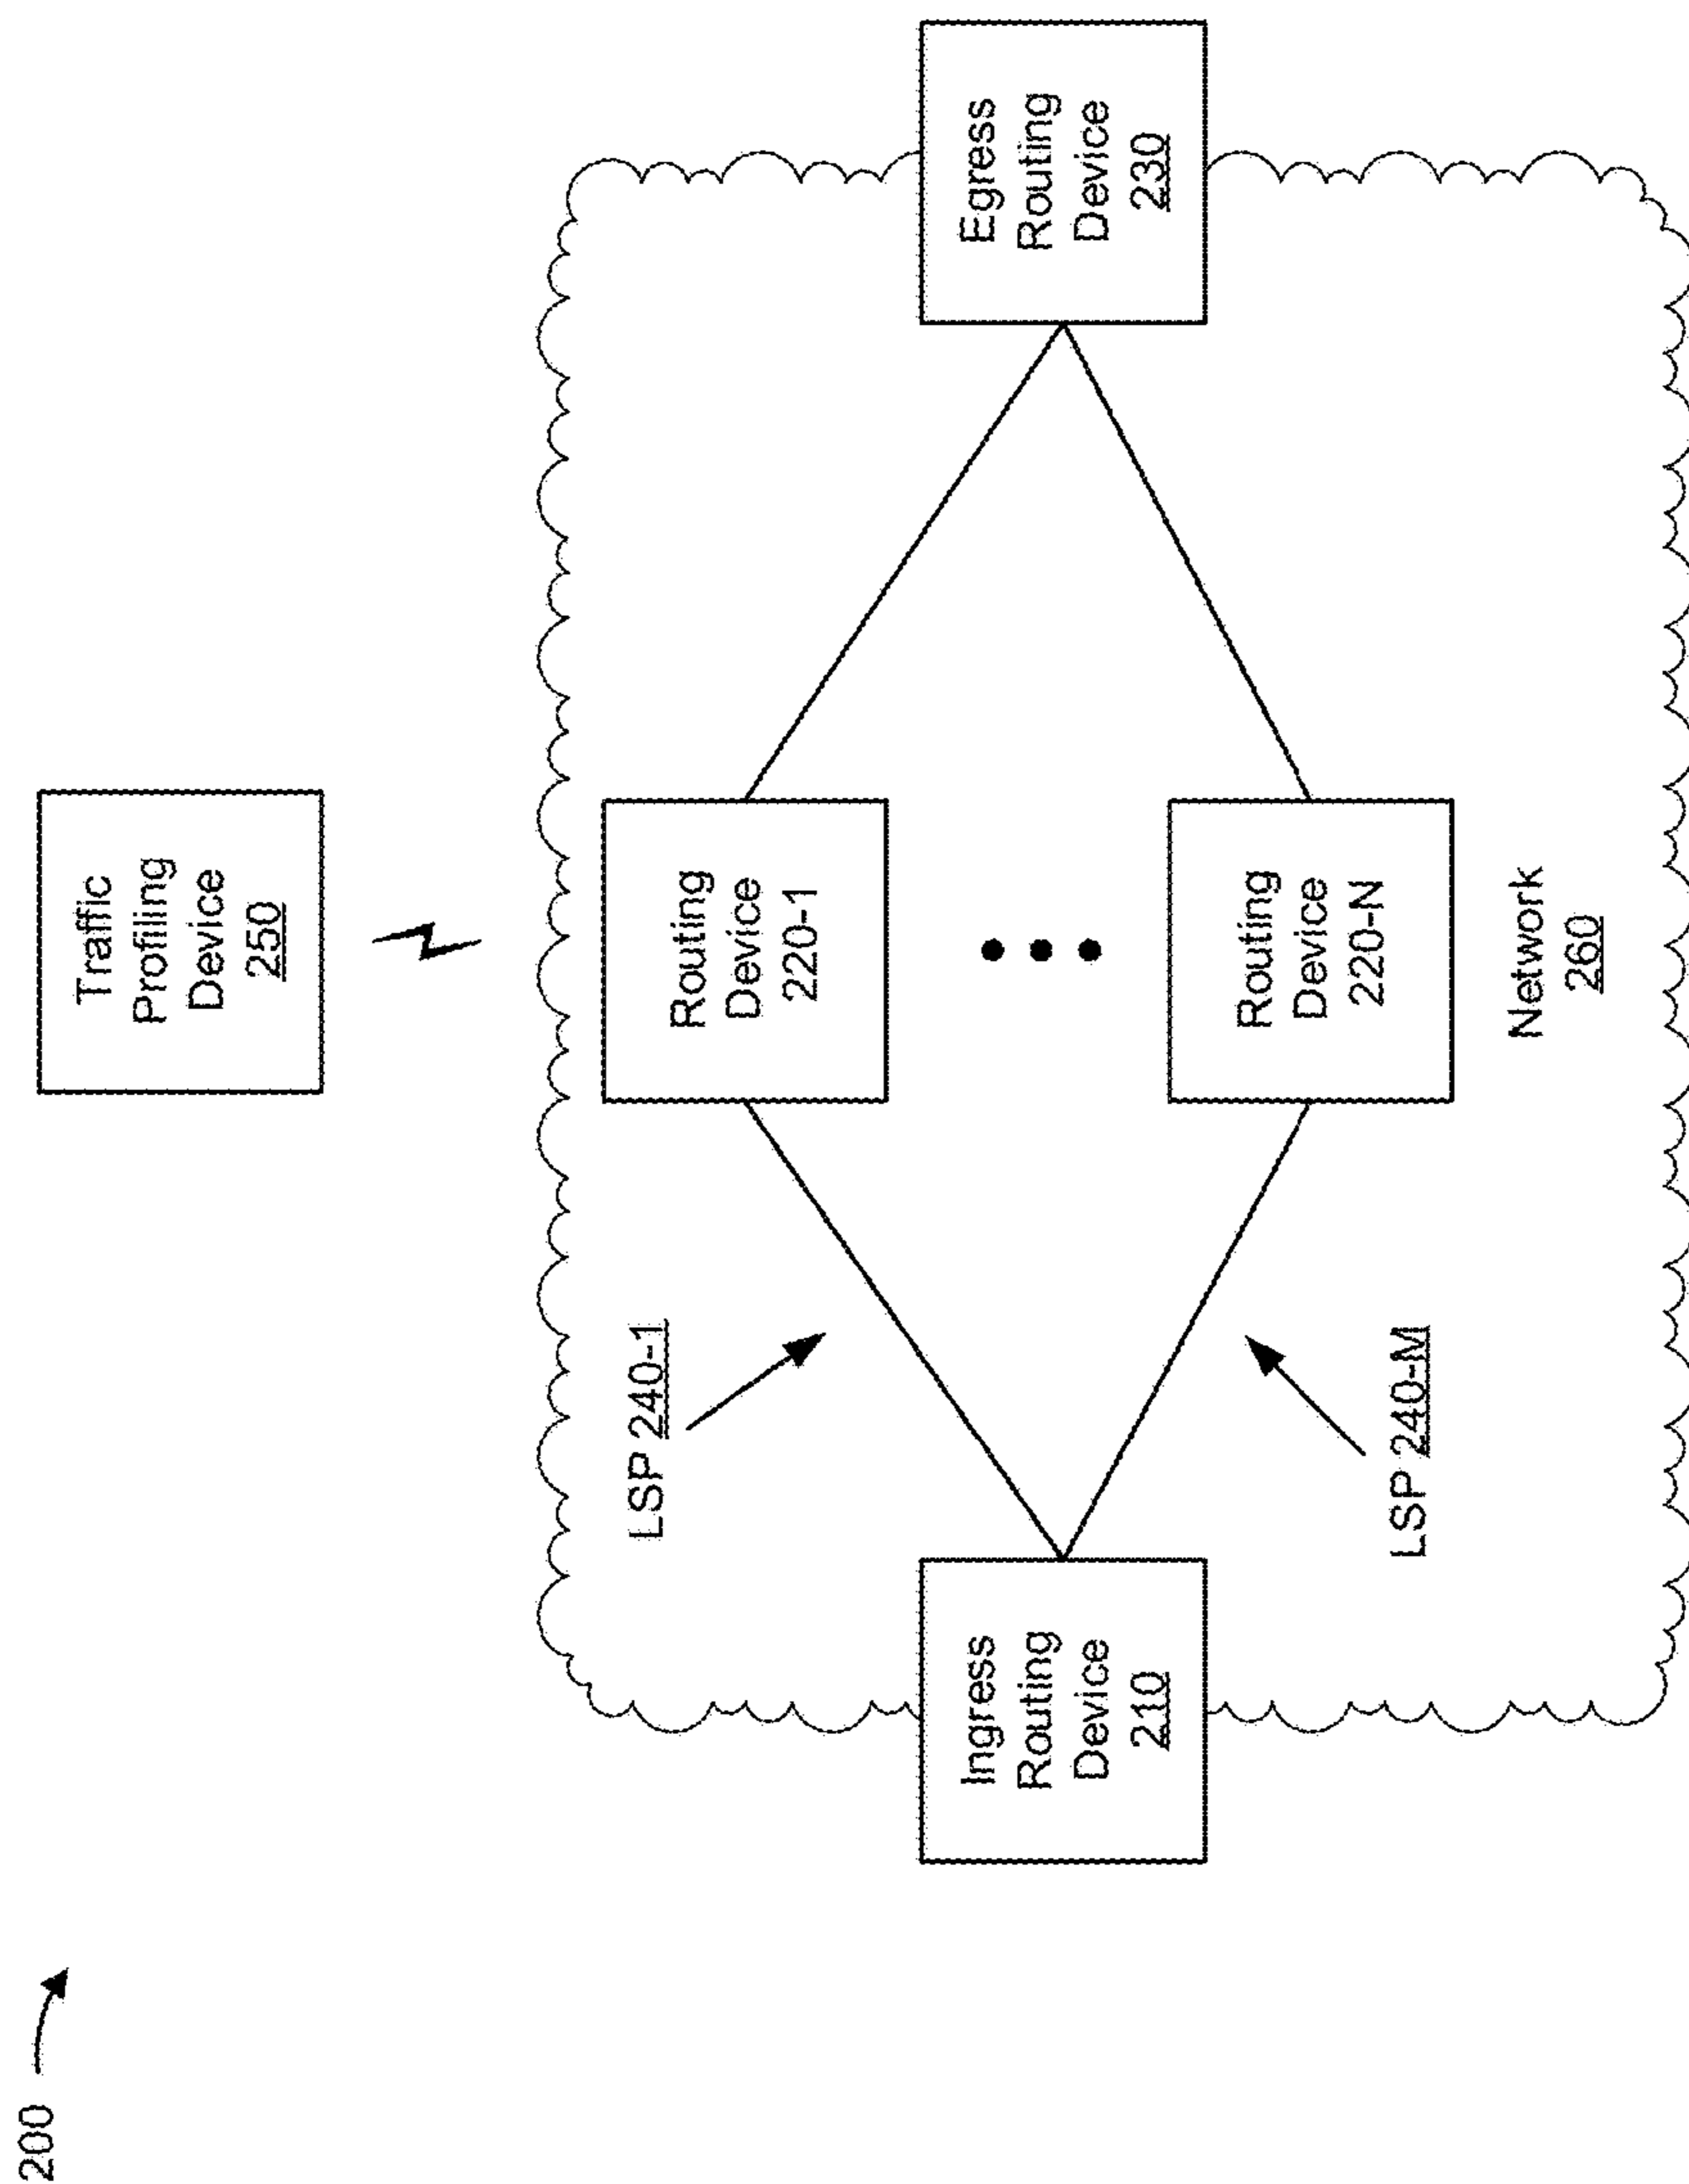 200
Traffic
Profiling
Device
250
Routing
Device
220-1
LSP 240-1
Ingress
Routing
Device
210
Egress
Routing
Device
230
LSP 240-M
Routing
Device
220-N
Network
260